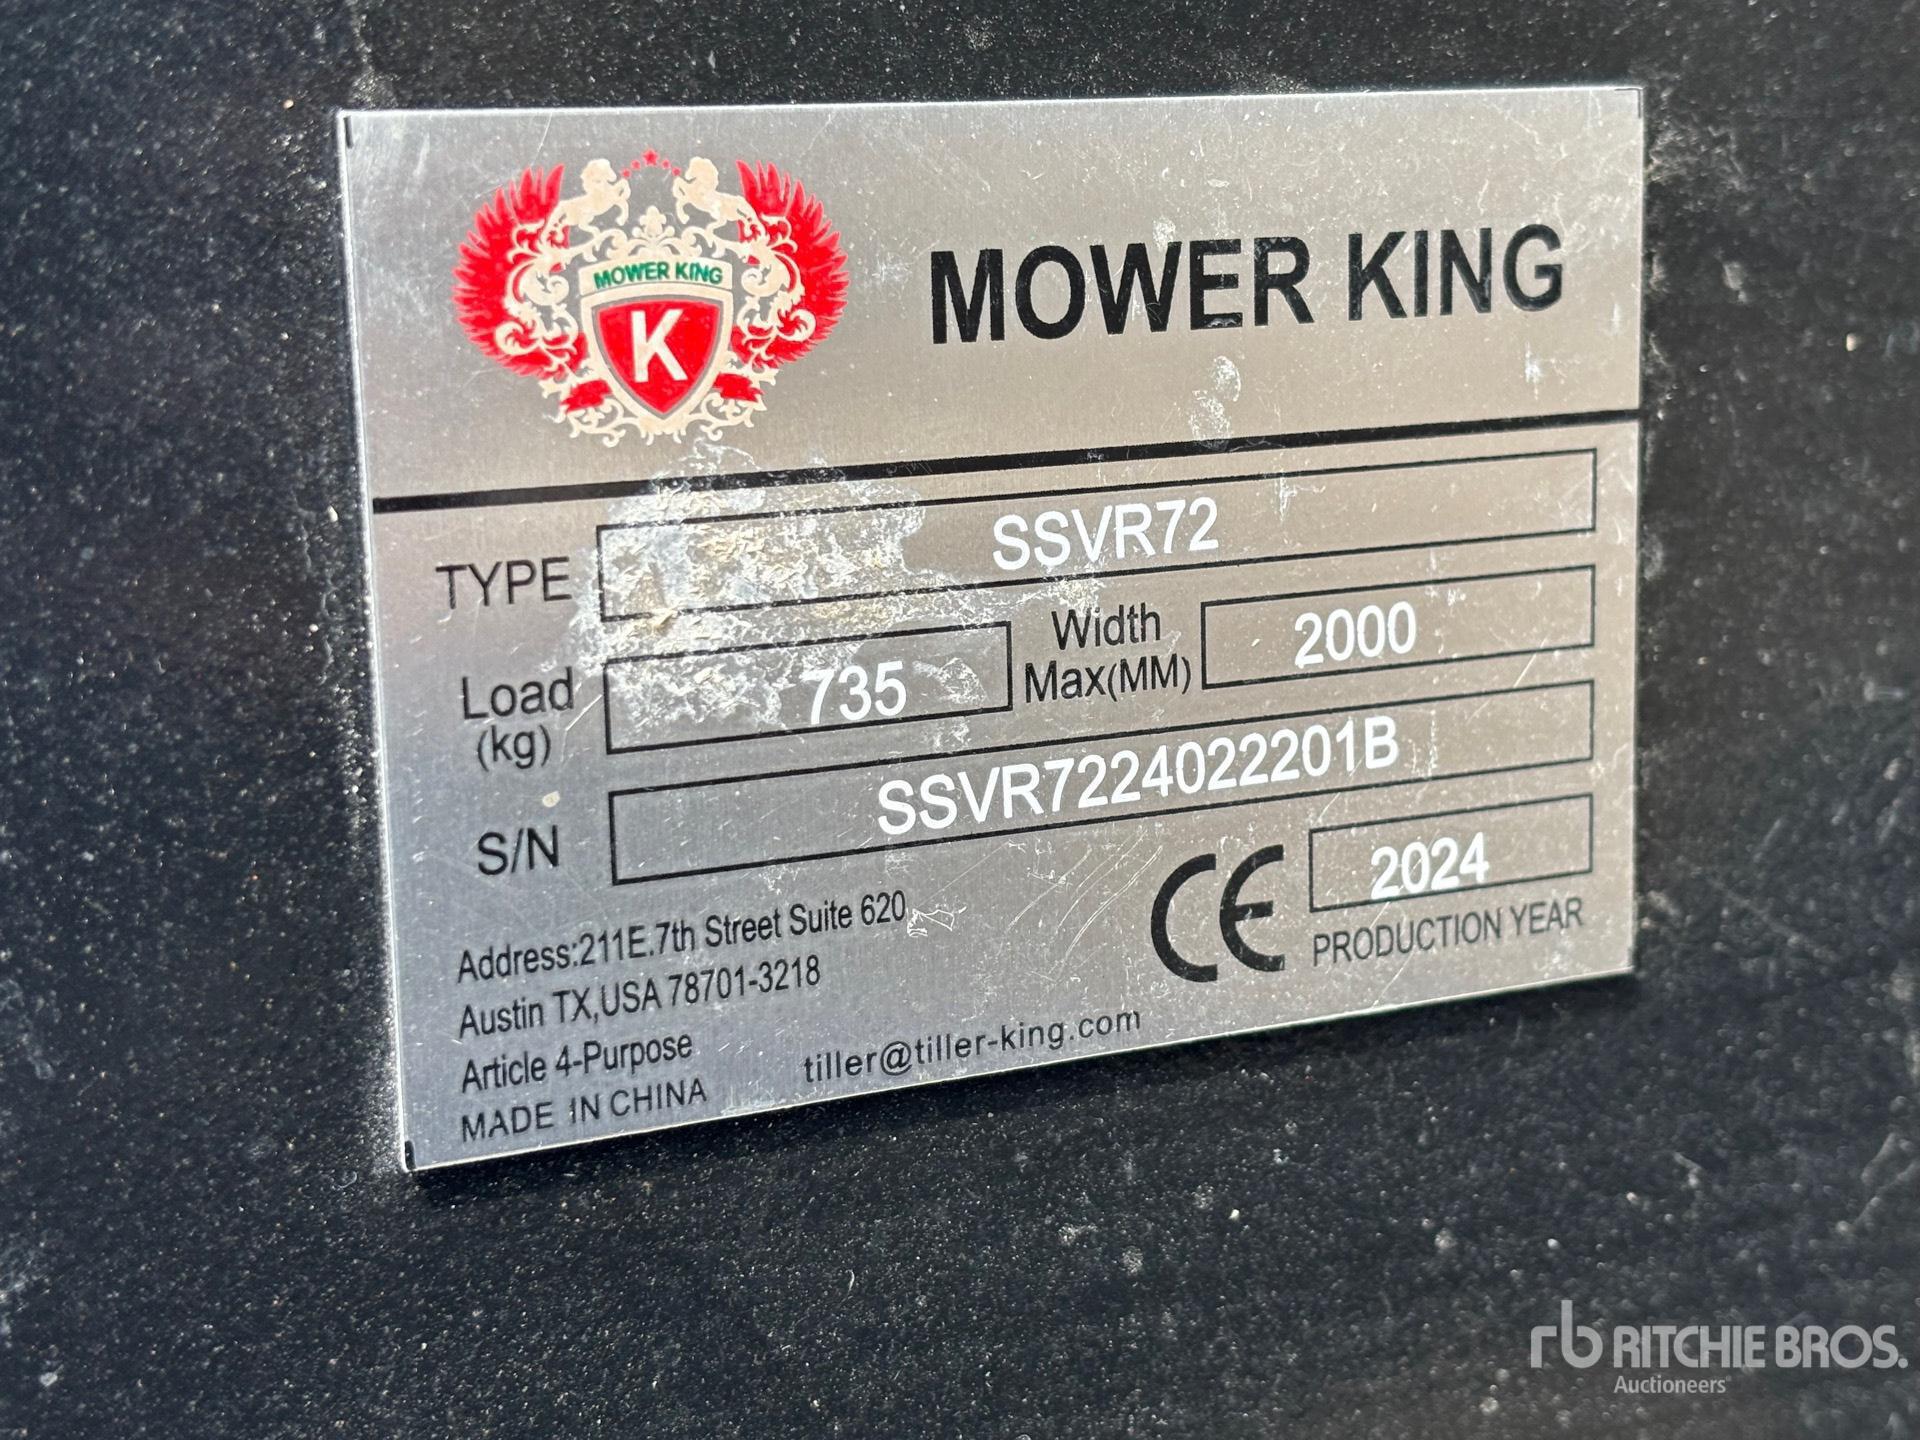 MOWER KING
K
MOWER KING
TYPE SSVR72
Load (kg) 735 Width Max(MM) 2000
S/N SSVR7224022201B
CE 2024
PRODUCTION YEAR
Address:211E.7th Street Suite 620
Austin TX,USA 78701-3218
Article 4-Purpose
MADE IN CHINA
tiller@tiller-king.com
rb RITCHIE BROS.
Auctioneers